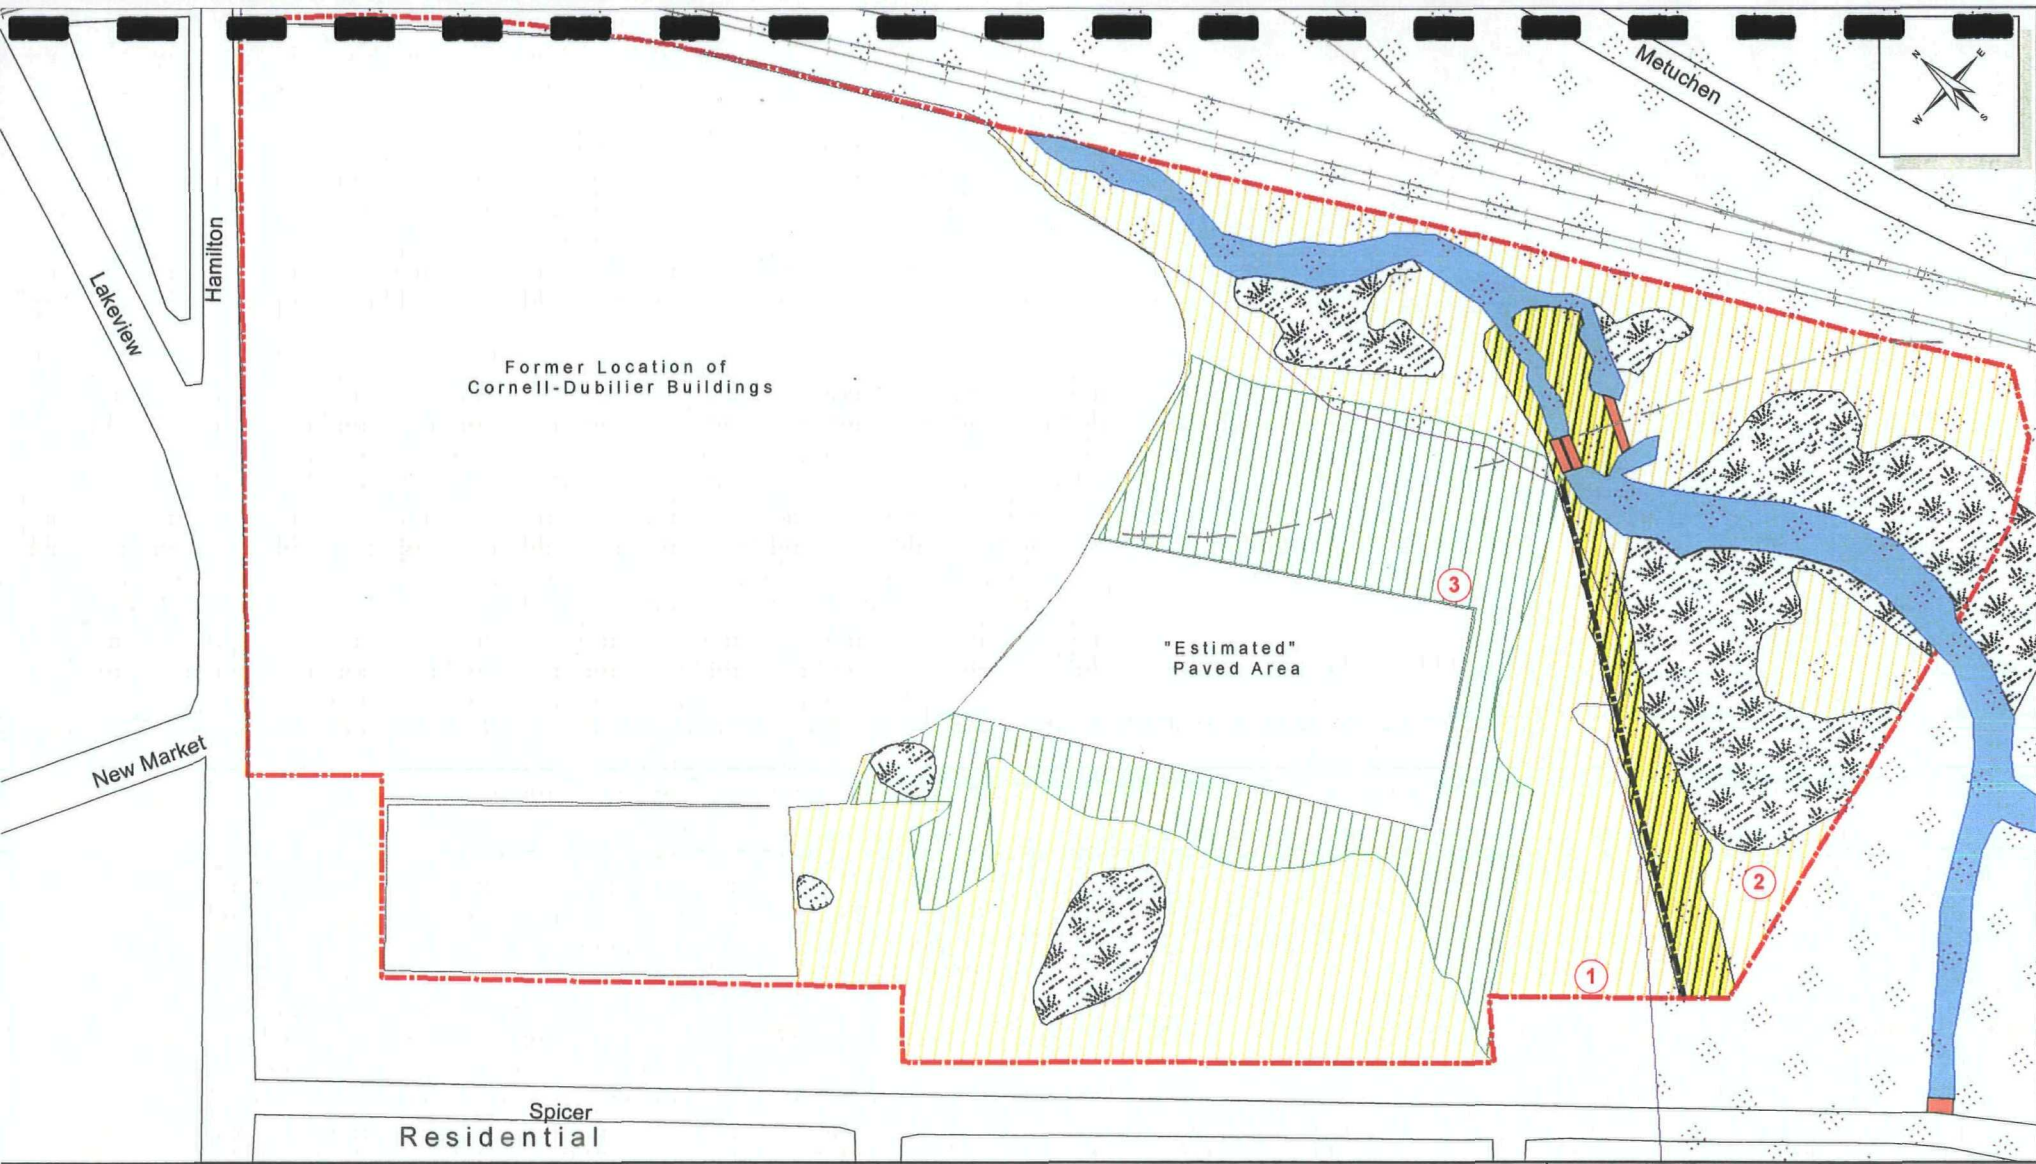 Metuchen
N
E
W
S
Hamilton
Lakeview
Former Location of
Cornell-Dubilier Buildings
3
"Estimated"
Paved Area
New Market
2
1
Spicer
Residential